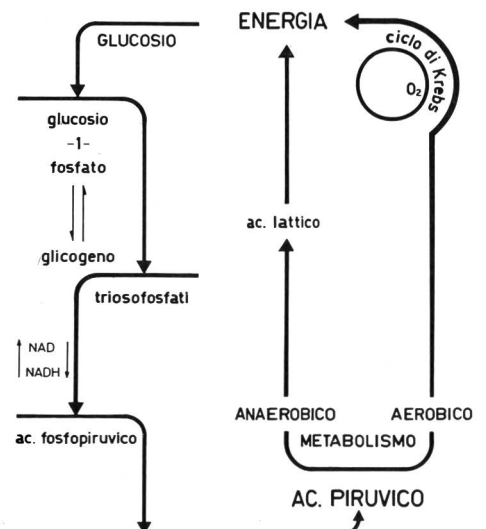 ENERGIA
GLUCOSIO
ciclo di Krebs
O₂
glucosio
-1-
fosfato
ac. lattico
glicogeno
triosofosfati
NAD
NADH
ANAEROBICO
AEROBICO
ac. fosfopiruvico
METABOLISMO
AC. PIRUVICO